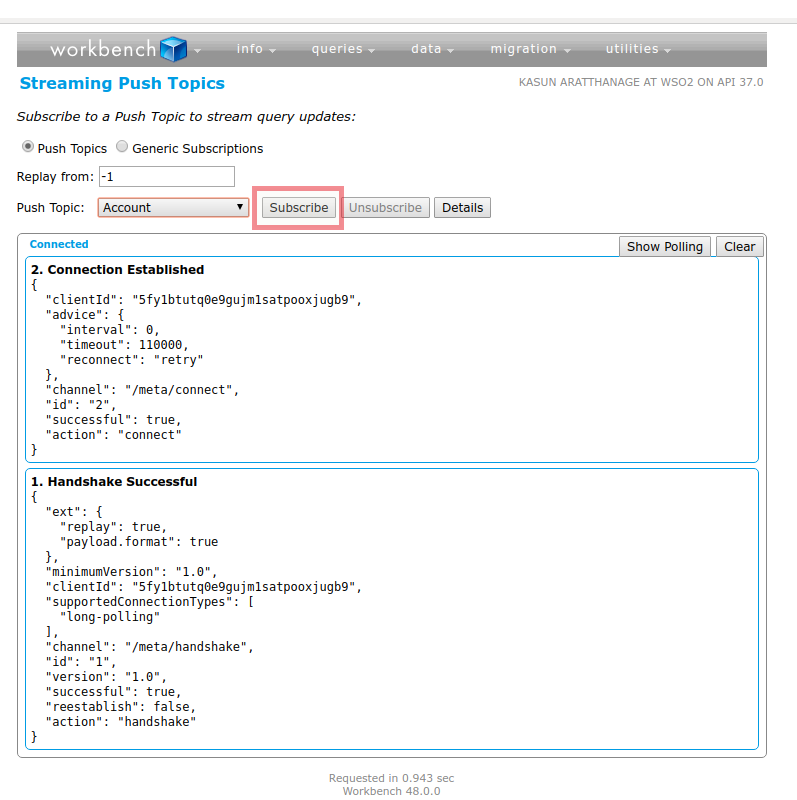 workbench info queries data migration utilities
Streaming Push Topics KASUN ARATTHANAGE AT WSO2 ON API 37.0
Subscribe to a Push Topic to stream query updates:
Push Topics Generic Subscriptions
Replay from: -1
Push Topic: Account Subscribe Unsubscribe Details
Connected Show Polling Clear
2. Connection Established
{
"clientId": "5fy1btutq0e9gujm1satpooxjugb9",
"advice": {
"interval": 0,
"timeout": 110000,
"reconnect": "retry"
},
"channel": "/meta/connect",
"id": "2",
"successful": true,
"action": "connect"
}
1. Handshake Successful
{
"ext": {
"replay": true,
"payload.format": true
},
"minimumVersion": "1.0",
"clientId": "5fy1btutq0e9gujm1satpooxjugb9",
"supportedConnectionTypes": [
"long-polling"
],
"channel": "/meta/handshake",
"id": "1",
"version": "1.0",
"successful": true,
"reestablish": false,
"action": "handshake"
}
Requested in 0.943 sec
Workbench 48.0.0